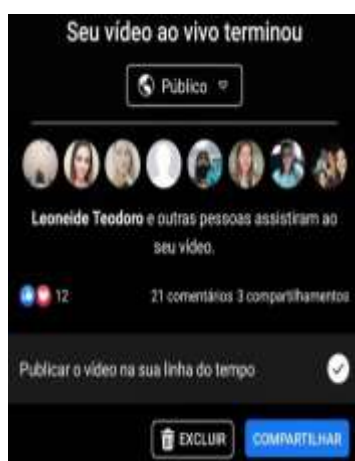 Seu vídeo ao vivo terminou
Público
Leoneide Teodoro e outras pessoas assistiram ao
seu vídeo.
12 21 comentários 3 compartilhamentos
Publicar o vídeo na sua linha do tempo
EXCLUIR COMPARTILHAR